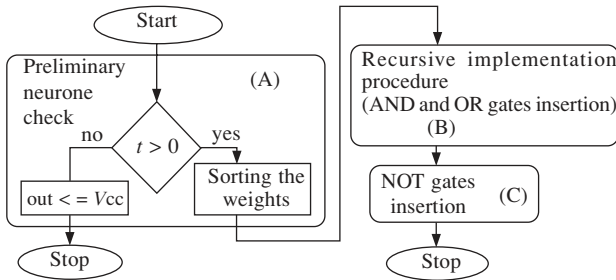 Start
Preliminary
neurone
check
(A)
no
t > 0
yes
out < = Vcc
Sorting the
weights
Stop
Recursive implementation
procedure
(AND and OR gates insertion)
(B)
NOT gates
insertion
(C)
Stop